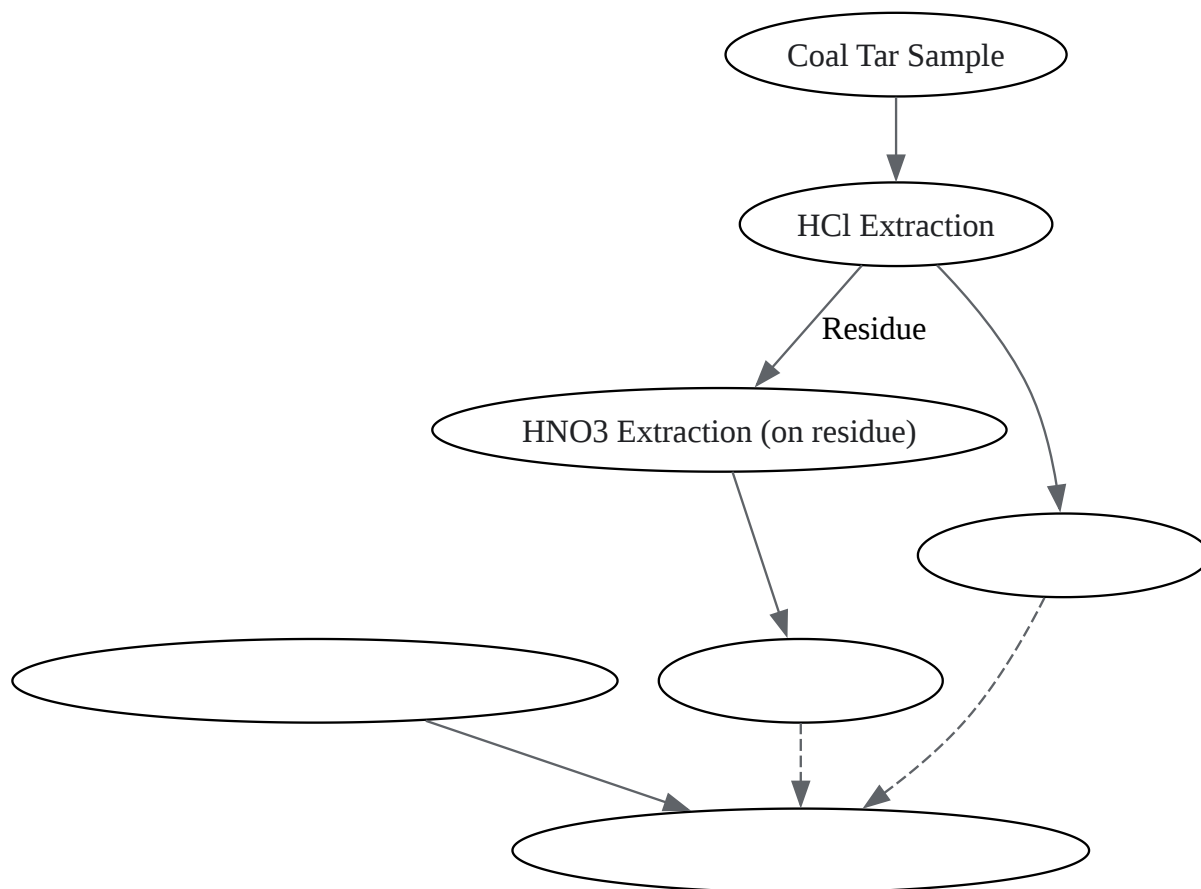 Coal Tar Sample
HCl Extraction
Residue
HNO3 Extraction (on residue)